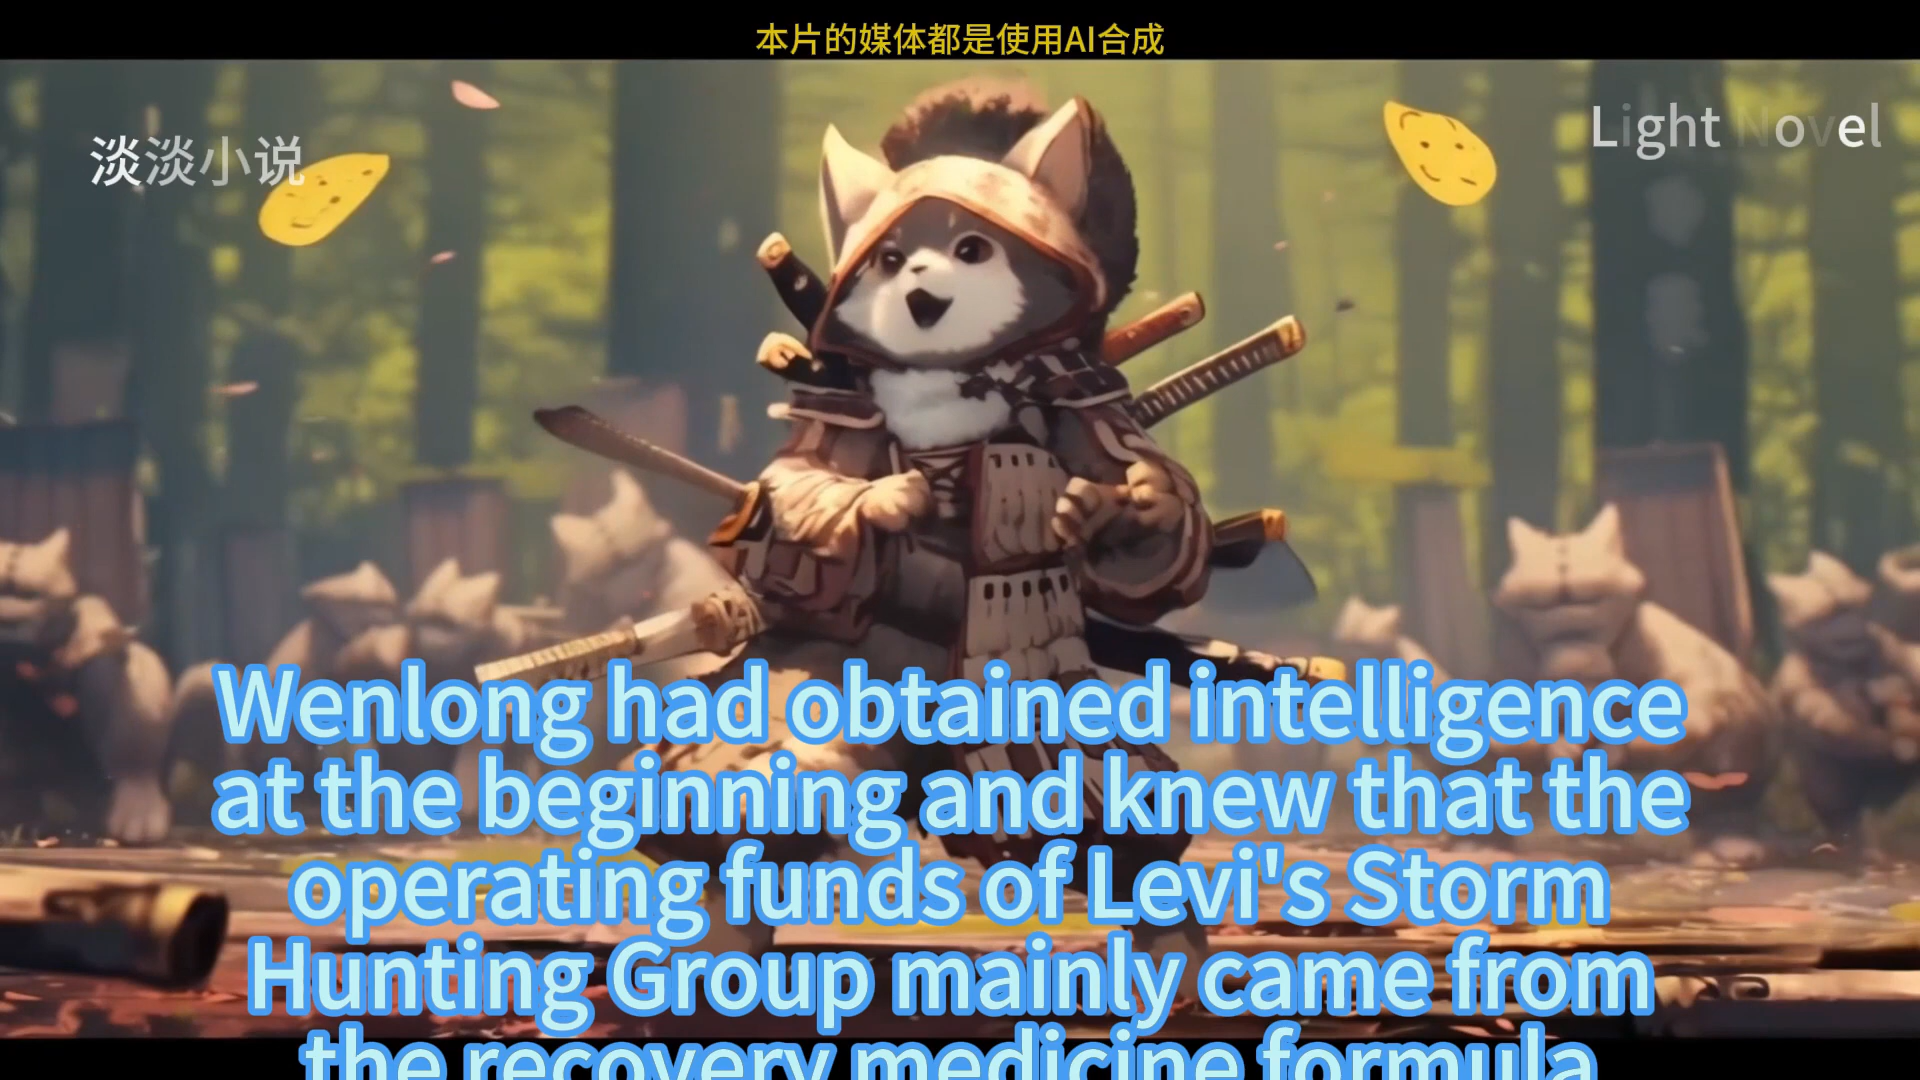 本片的媒体都是使用AI合成
淡淡小说
Light Novel
Wenlong had obtained intelligence
at the beginning and knew that the
operating funds of Levi's Storm
Hunting Group mainly came from
the recovery medicine formula